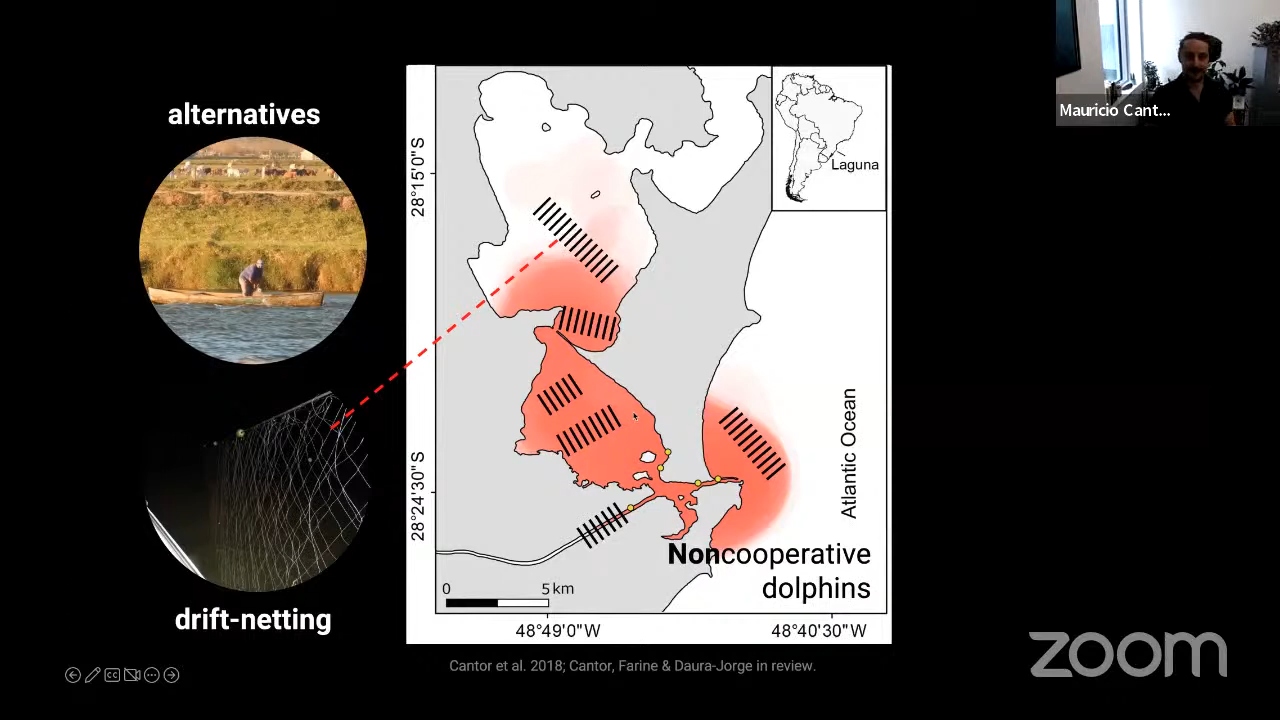 alternatives
drift-netting
28°15'0"S
28°24'30"S
Laguna
Atlantic Ocean
Noncooperative
dolphins
0 5 km
48°49'0"W 48°40'30"W
Cantor et al. 2018; Cantor, Farine & Daura-Jorge in review.
Mauricio Cant...
CC
zoom